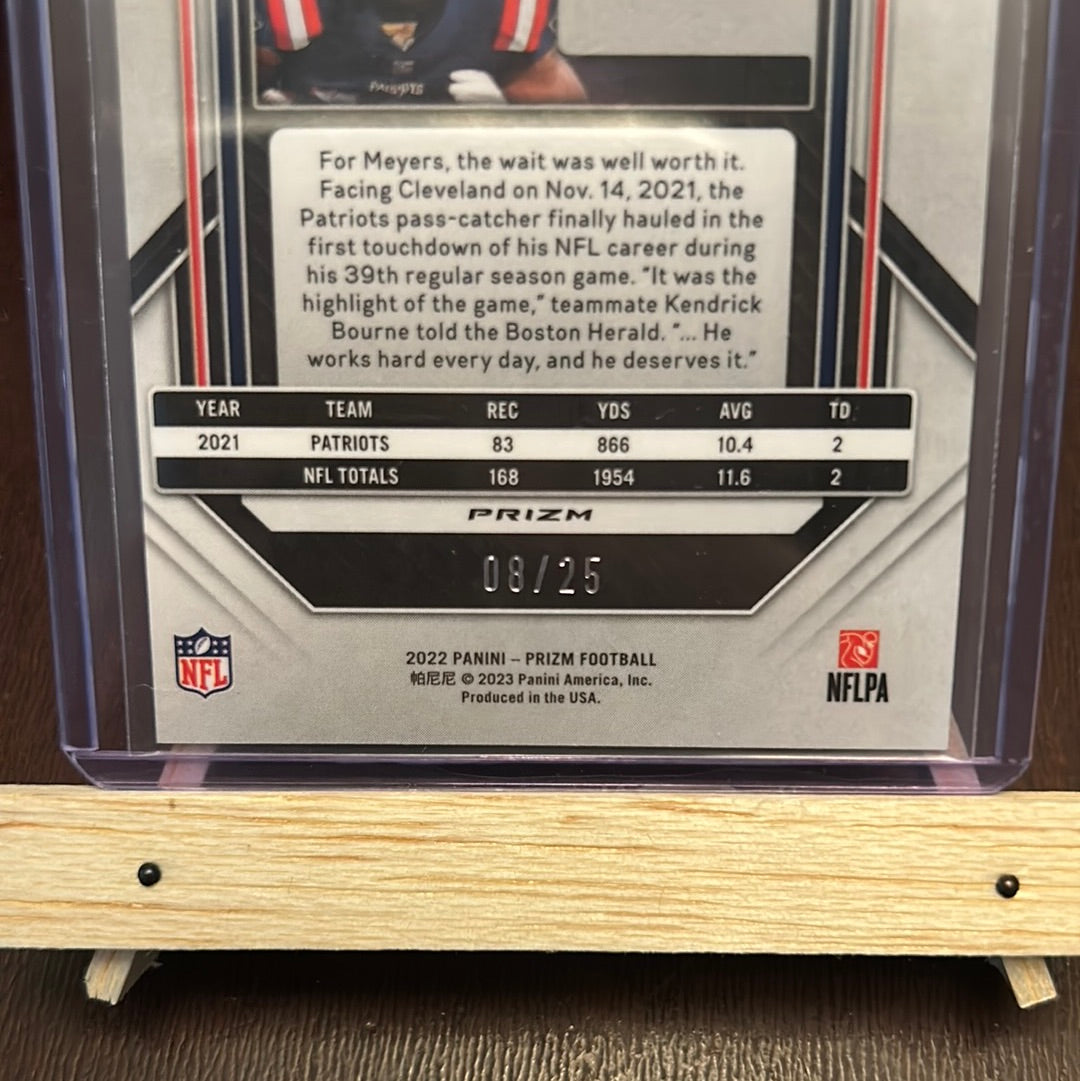 PATRIOTS
For Meyers, the wait was well worth it.
Facing Cleveland on Nov. 14, 2021, the
Patriots pass-catcher finally hauled in the
first touchdown of his NFL career during
his 39th regular season game. "It was the
highlight of the game," teammate Kendrick
Bourne told the Boston Herald. "... He
works hard every day, and he deserves it."
YEAR TEAM REC YDS AVG TD
2021 PATRIOTS 83 866 10.4 2
NFL TOTALS 168 1954 11.6 2
PRIZM
08/25
NFL
2022 PANINI – PRIZM FOOTBALL
帕尼尼 © 2023 Panini America, Inc.
Produced in the USA.
NFLPA